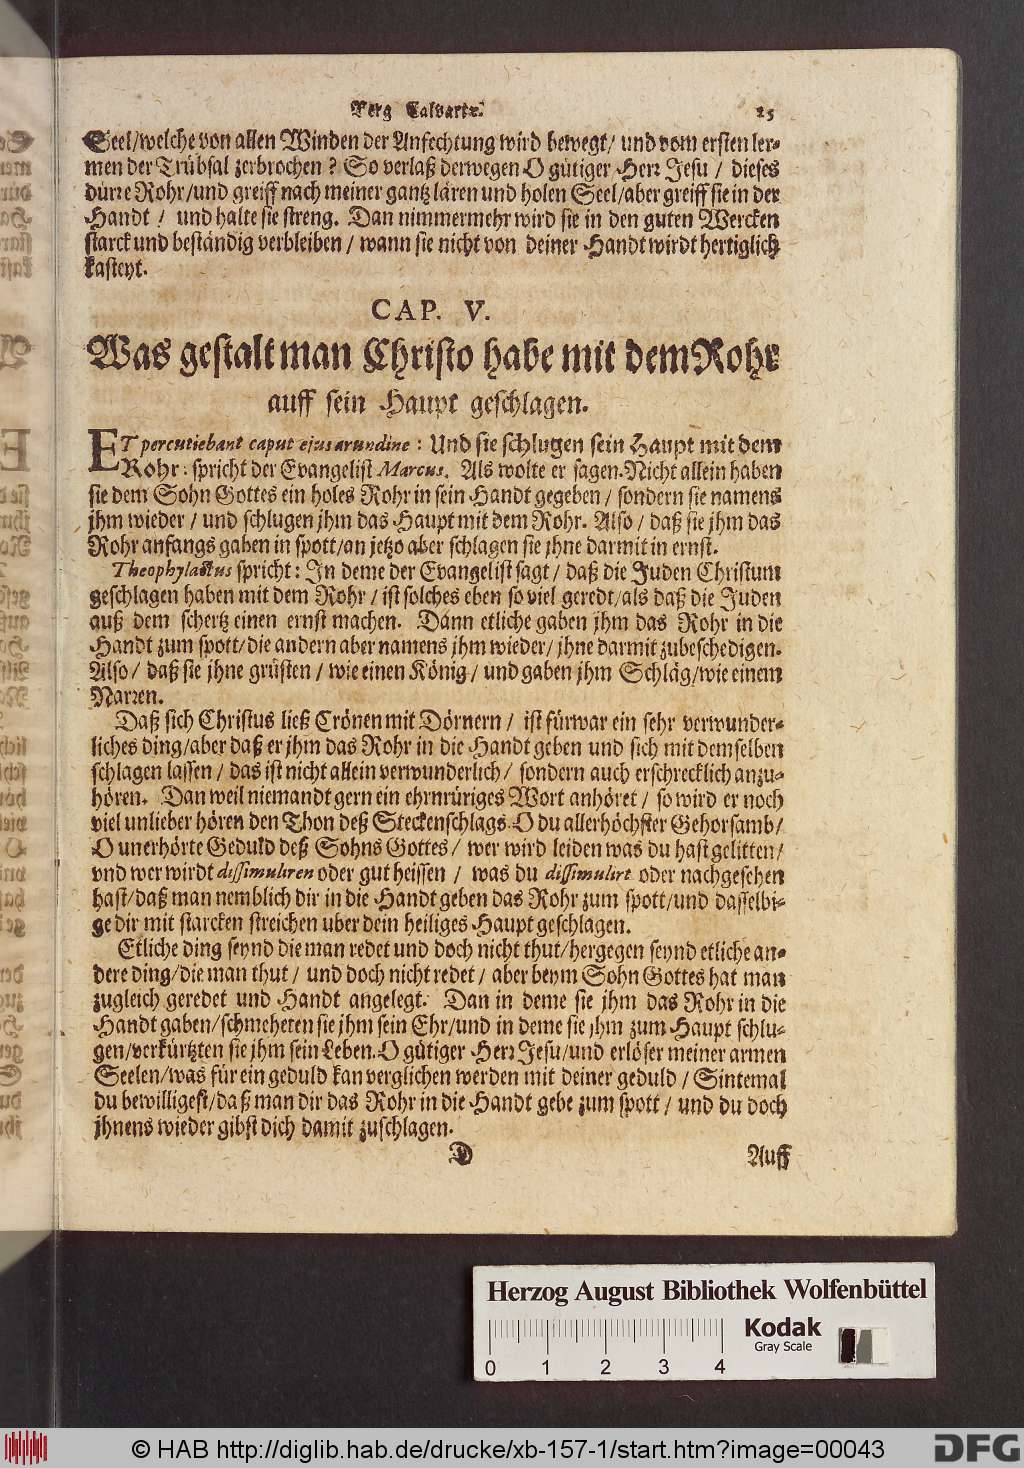 Berg Calvariæ. 25
Seel/welche von allen Winden der Anfechtung wird bewegt/ und vom ersten ler-
men der Trübsal zerbrochen? So verlaß derwegen O gütiger Herr Jesu / dieses
dürre Rohr/und greiff nach meiner gantz lären und holen Seel/aber greiff sie in der
Handt / und halte sie streng. Dan nimmermehr wird sie in den guten Wercken
starck und beständig verbleiben / wann sie nicht von deiner Handt wirdt hertiglich
kasteyt.
CAP. V.
Was gestalt man Christo habe mit dem Rohr
auff sein Haupt geschlagen.
ET percutiebant caput ejus arundine : Und sie schlugen sein Haupt mit dem
Rohr: spricht der Evangelist Marcus. Als wolte er sagen. Nicht allein haben
sie dem Sohn Gottes ein holes Rohr in sein Handt gegeben / sondern sie namens
jhm wieder / und schlugen jhm das Haupt mit dem Rohr. Also / daß sie jhm das
Rohr anfangs gaben in spott/an jetzo aber schlagen sie jhne darmit in ernst.
Theophylactus spricht: In deme der Evangelist sagt / daß die Juden Christum
geschlagen haben mit dem Rohr / ist solches eben so viel geredt/als daß die Juden
auß dem schertz einen ernst machen. Dann etliche gaben jhm das Rohr in die
Handt zum spott/die andern aber namens jhm wieder/ jhne darmit zubeschedigen.
Also / daß sie jhne grüsten / wie einen König / und gaben jhm Schläg/wie einem
Narren.
Daß sich Christus ließ Crönen mit Dörnern / ist fürwar ein sehr verwunder-
liches ding/aber daß er jhm das Rohr in die Handt geben und sich mit demselben
schlagen lassen / das ist nicht allein verwunderlich / sondern auch erschrecklich anzu-
hören. Dan weil niemandt gern ein ehrnrüriges Wort anhöret / so wird er noch
viel unlieber hören den Thon deß Steckenschlags. O du allerhöchster Gehorsamb/
O unerhörte Geduld deß Sohns Gottes / wer wird leiden was du hast gelitten/
vnd wer wirdt dissimuliren oder gut heissen / was du dissimulirt oder nachgesehen
hast/daß man nemblich dir in die Handt geben das Rohr zum spott/und dasselbi-
ge dir mit starcken streichen uber dein heiliges Haupt geschlagen.
Etliche ding seynd die man redet und doch nicht thut/hergegen seynd etliche an-
dere ding/die man thut / und doch nicht redet / aber beym Sohn Gottes hat man
zugleich geredet und Handt angelegt. Dan in deme sie jhm das Rohr in die
Handt gaben/schmeheten sie jhm sein Ehr/und in deme sie jhm zum Haupt schlu-
gen/verkürtzten sie jhm sein Leben. O gütiger Herr Jesu/und erlöser meiner armen
Seelen/was für ein geduld kan verglichen werden mit deiner geduld / Sintemal
du bewilligest/daß man dir das Rohr in die Handt gebe zum spott / und du doch
jhnens wieder gibst dich damit zuschlagen.
D Auff
Herzog August Bibliothek Wolfenbüttel
Kodak
Gray Scale
0 1 2 3 4
© HAB http://diglib.hab.de/drucke/xb-157-1/start.htm?image=00043
DFG